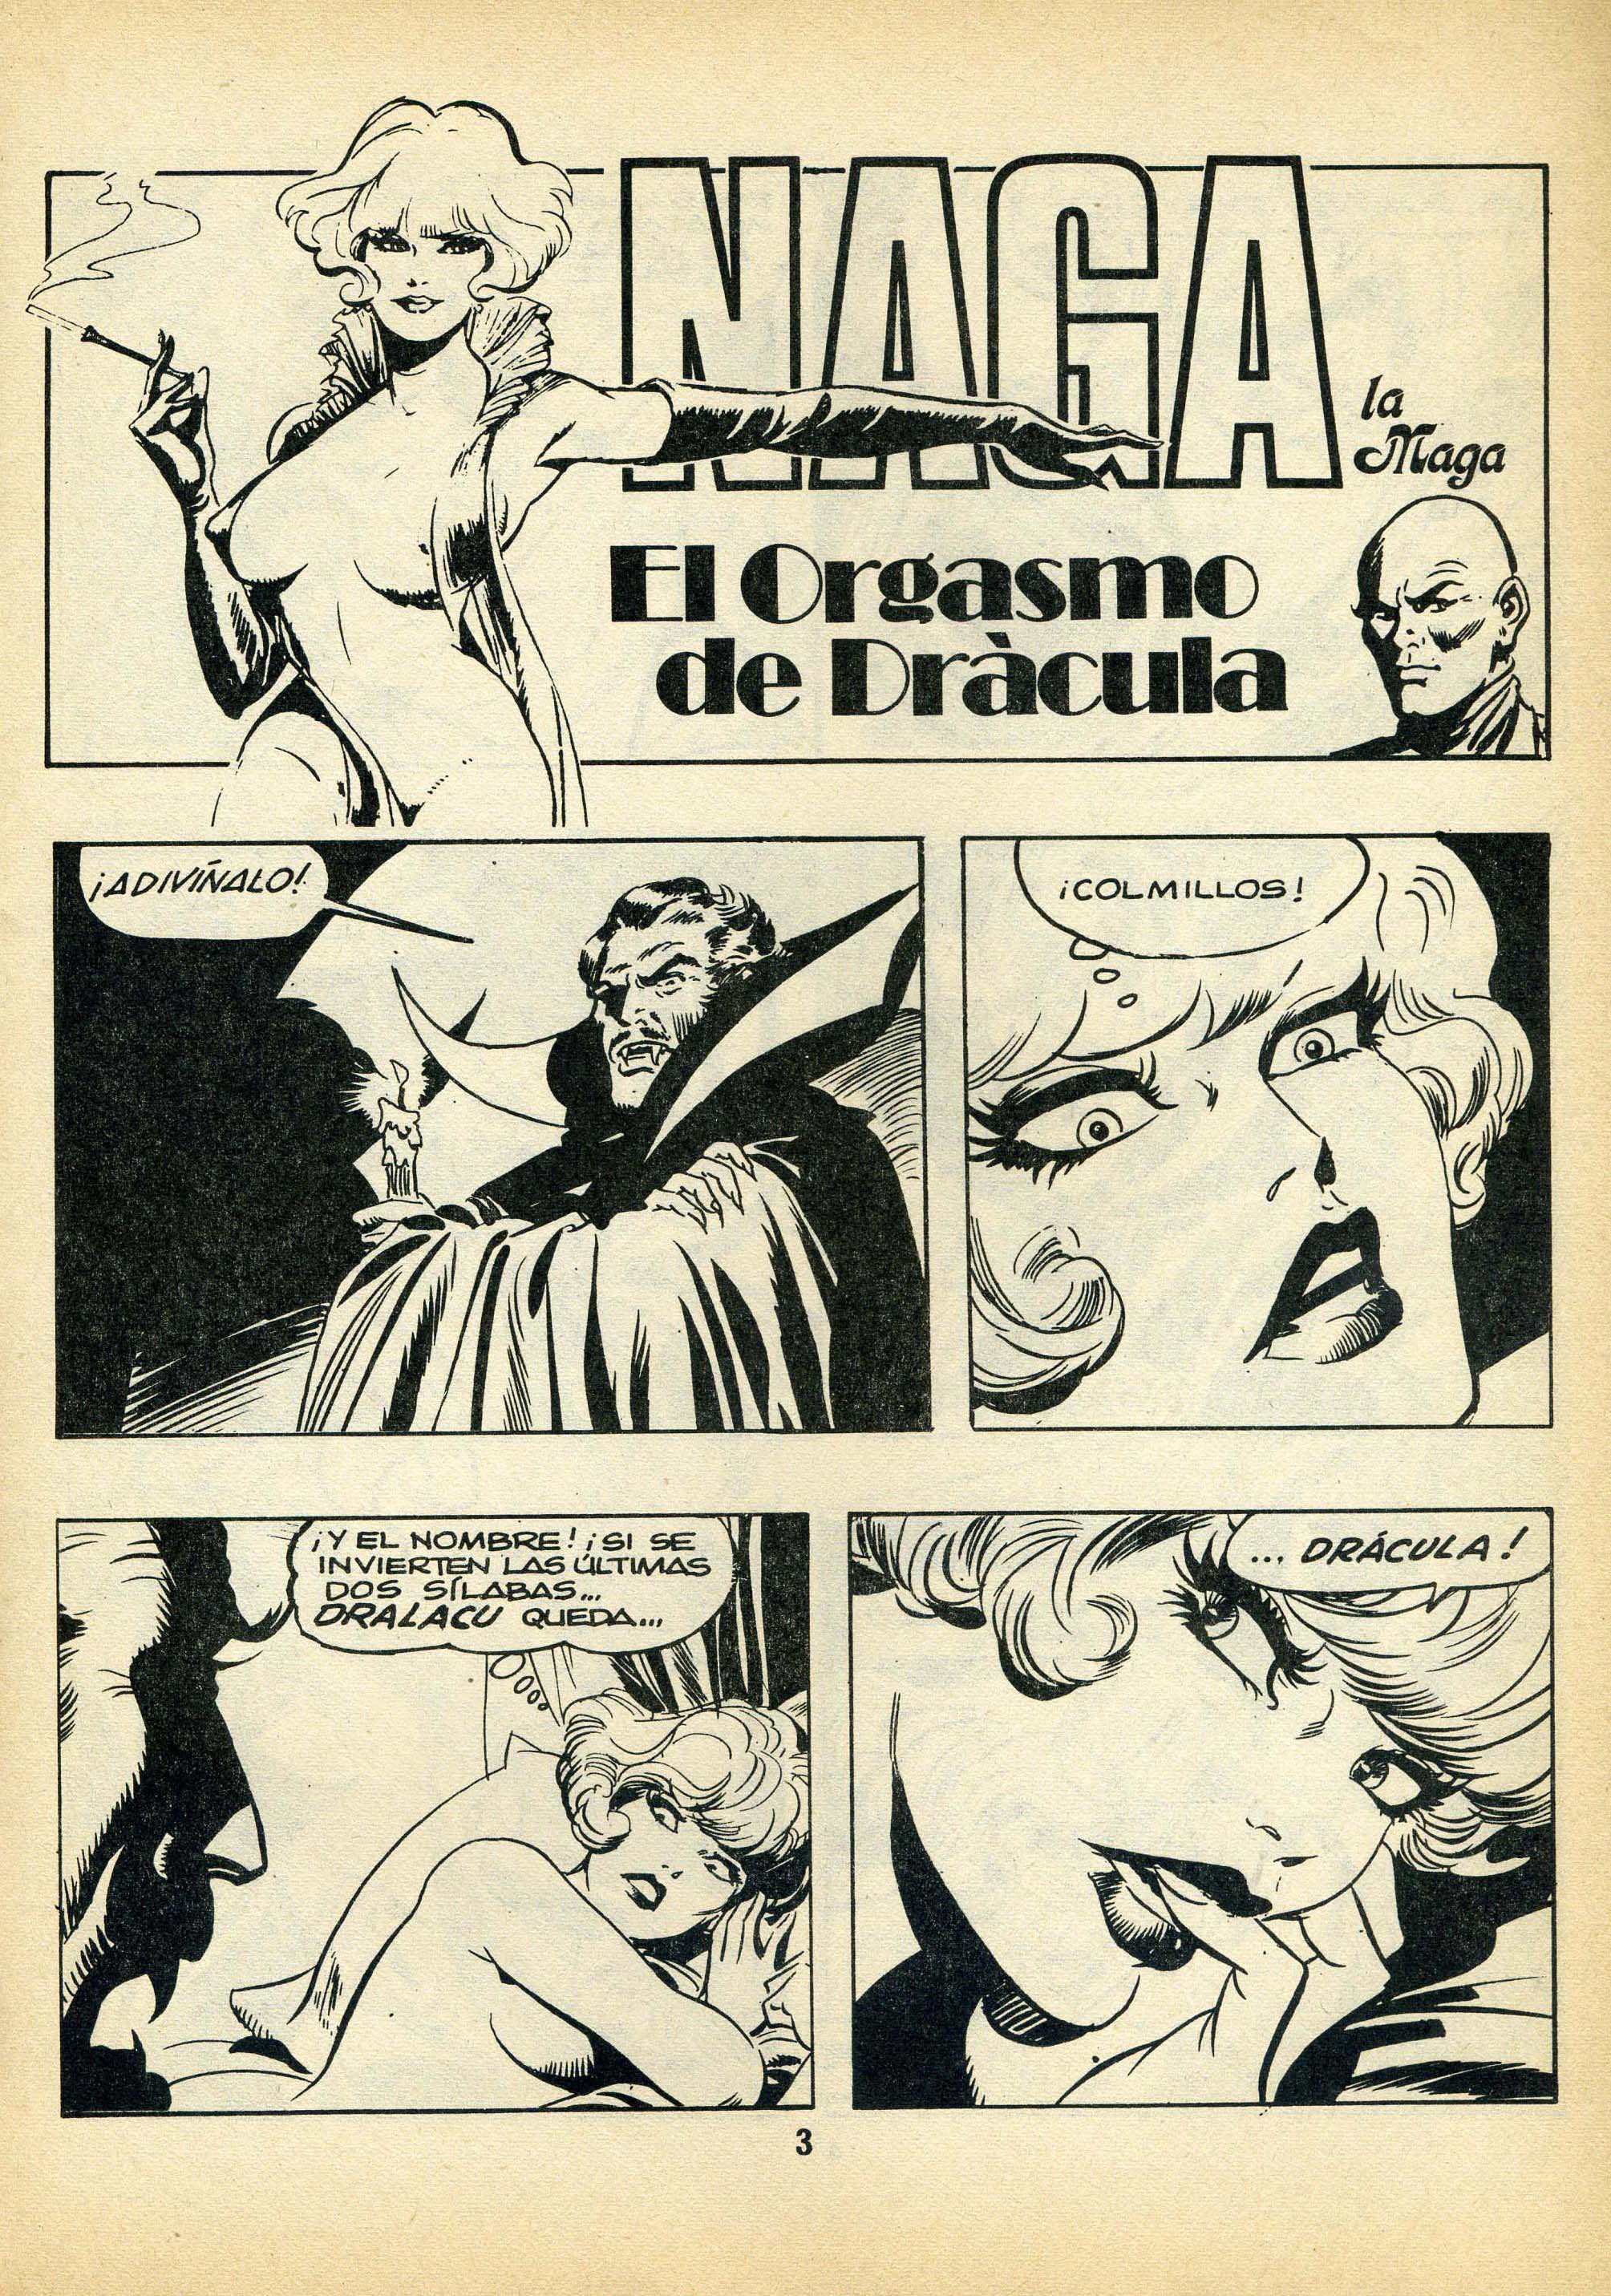 NAGA
la
Maga
El Orgasmo
de Dràcula
¡ADIVÍÑALO!
¡COLMILLOS!
¡Y EL NOMBRE! ¡SI SE
INVIERTEN LAS ÚLTIMAS
DOS SÍLABAS...
DRALACU QUEDA...
... DRÁCULA!
3